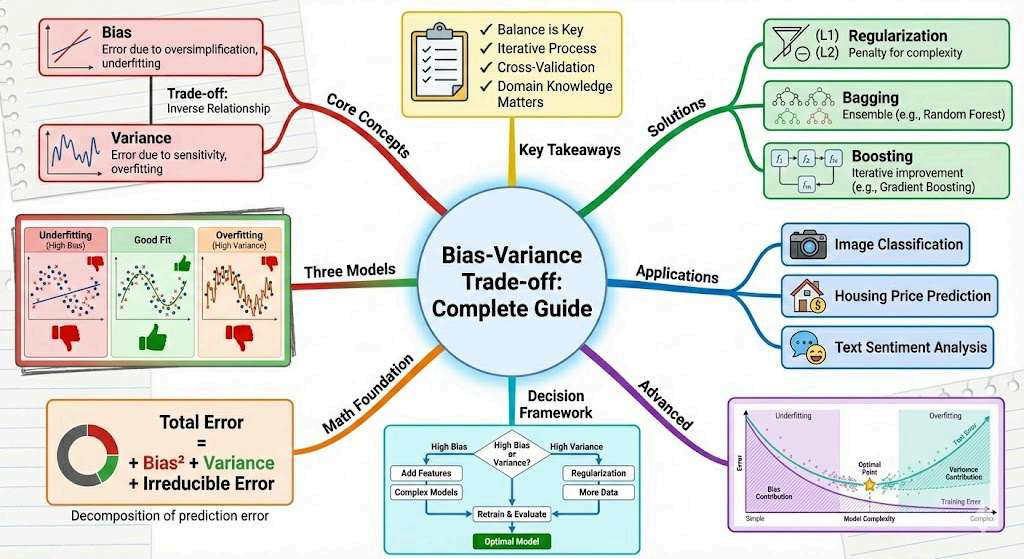 Bias-Variance
Trade-off:
Complete Guide
Core Concepts
Bias
Error due to oversimplification,
underfitting
Trade-off:
Inverse Relationship
Variance
Error due to sensitivity,
overfitting
Key Takeaways
✓ Balance is Key
✓ Iterative Process
✓ Cross-Validation
✓ Domain Knowledge
Matters
Solutions
(L1)
(L2)
Regularization
Penalty for complexity
Bagging
Ensemble (e.g., Random Forest)
f₁
f₂
fₘ
Boosting
Iterative improvement
(e.g., Gradient Boosting)
Three Models
Underfitting
(High Bias)
Good Fit
Overfitting
(High Variance)
Applications
Image Classification
$
Housing Price Prediction
Text Sentiment Analysis
Math Foundation
Total Error
=
+ Bias² + Variance
+ Irreducible Error
Decomposition of prediction error
Decision
Framework
High Bias
High Bias
or
Variance?
High Variance
Add Features
Complex Models
Regularization
More Data
Retrain & Evaluate
Optimal Model
Advanced
Underfitting
Overfitting
Error
Test Error
Optimal
Point
Bias
Contribution
Variance
Contribution
Training Error
Simple
Model Complexity
Complex